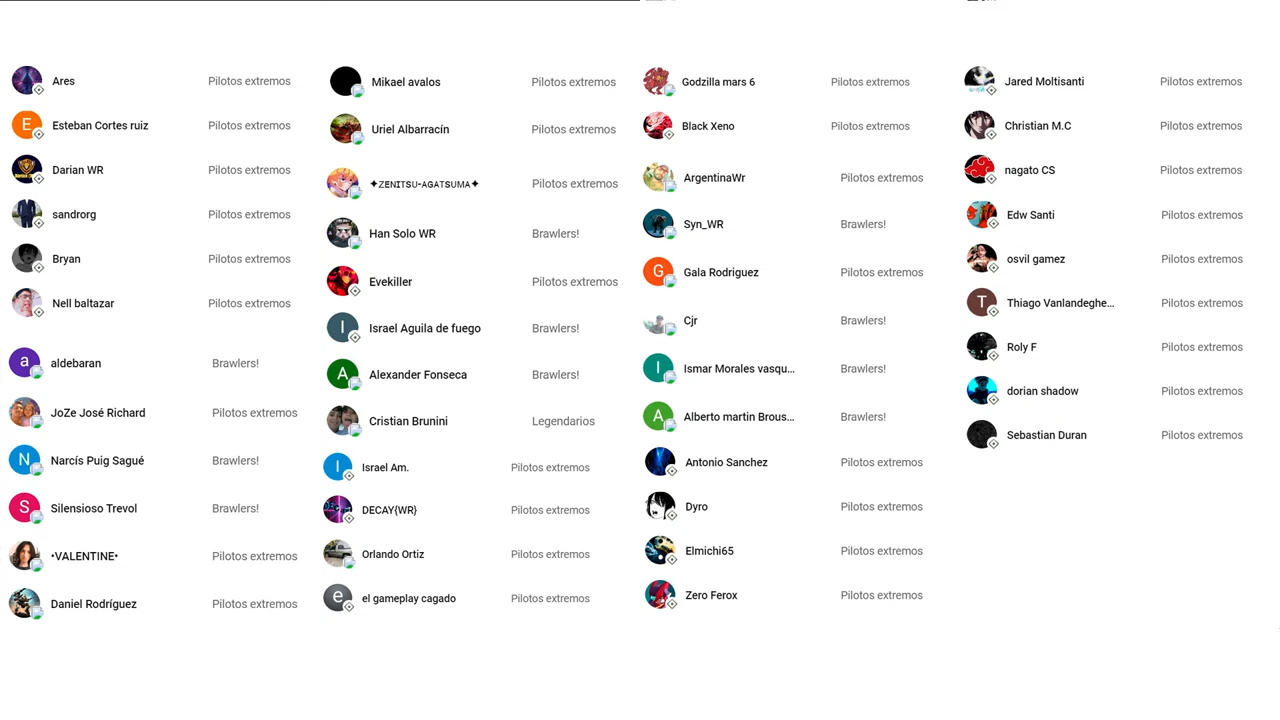 Ares Pilotos extremos
Esteban Cortes ruiz Pilotos extremos
Darian WR Pilotos extremos
sandrorg Pilotos extremos
Bryan Pilotos extremos
Nell baltazar Pilotos extremos
aldebaran Brawlers!
JoZe José Richard Pilotos extremos
Narcís Puig Sagué Brawlers!
Silensioso Trevol Brawlers!
•VALENTINE• Pilotos extremos
Daniel Rodríguez Pilotos extremos
Mikael avalos Pilotos extremos
Uriel Albarracín Pilotos extremos
✦ZENITSU-AGATSUMA✦ Pilotos extremos
Han Solo WR Brawlers!
Evekiller Pilotos extremos
Israel Aguila de fuego Brawlers!
Alexander Fonseca Brawlers!
Cristian Brunini Legendarios
Israel Am. Pilotos extremos
DECAY{WR} Pilotos extremos
Orlando Ortiz Pilotos extremos
el gameplay cagado Pilotos extremos
Godzilla mars 6 Pilotos extremos
Black Xeno Pilotos extremos
ArgentinaWr Pilotos extremos
Syn_WR Brawlers!
Gala Rodriguez Pilotos extremos
Cjr Brawlers!
Ismar Morales vasqu... Brawlers!
Alberto martin Brous... Brawlers!
Antonio Sanchez Pilotos extremos
Dyro Pilotos extremos
Elmichi65 Pilotos extremos
Zero Ferox Pilotos extremos
Jared Moltisanti Pilotos extremos
Christian M.C Pilotos extremos
nagato CS Pilotos extremos
Edw Santi Pilotos extremos
osvil gamez Pilotos extremos
Thiago Vanlandeghe... Pilotos extremos
Roly F Pilotos extremos
dorian shadow Pilotos extremos
Sebastian Duran Pilotos extremos